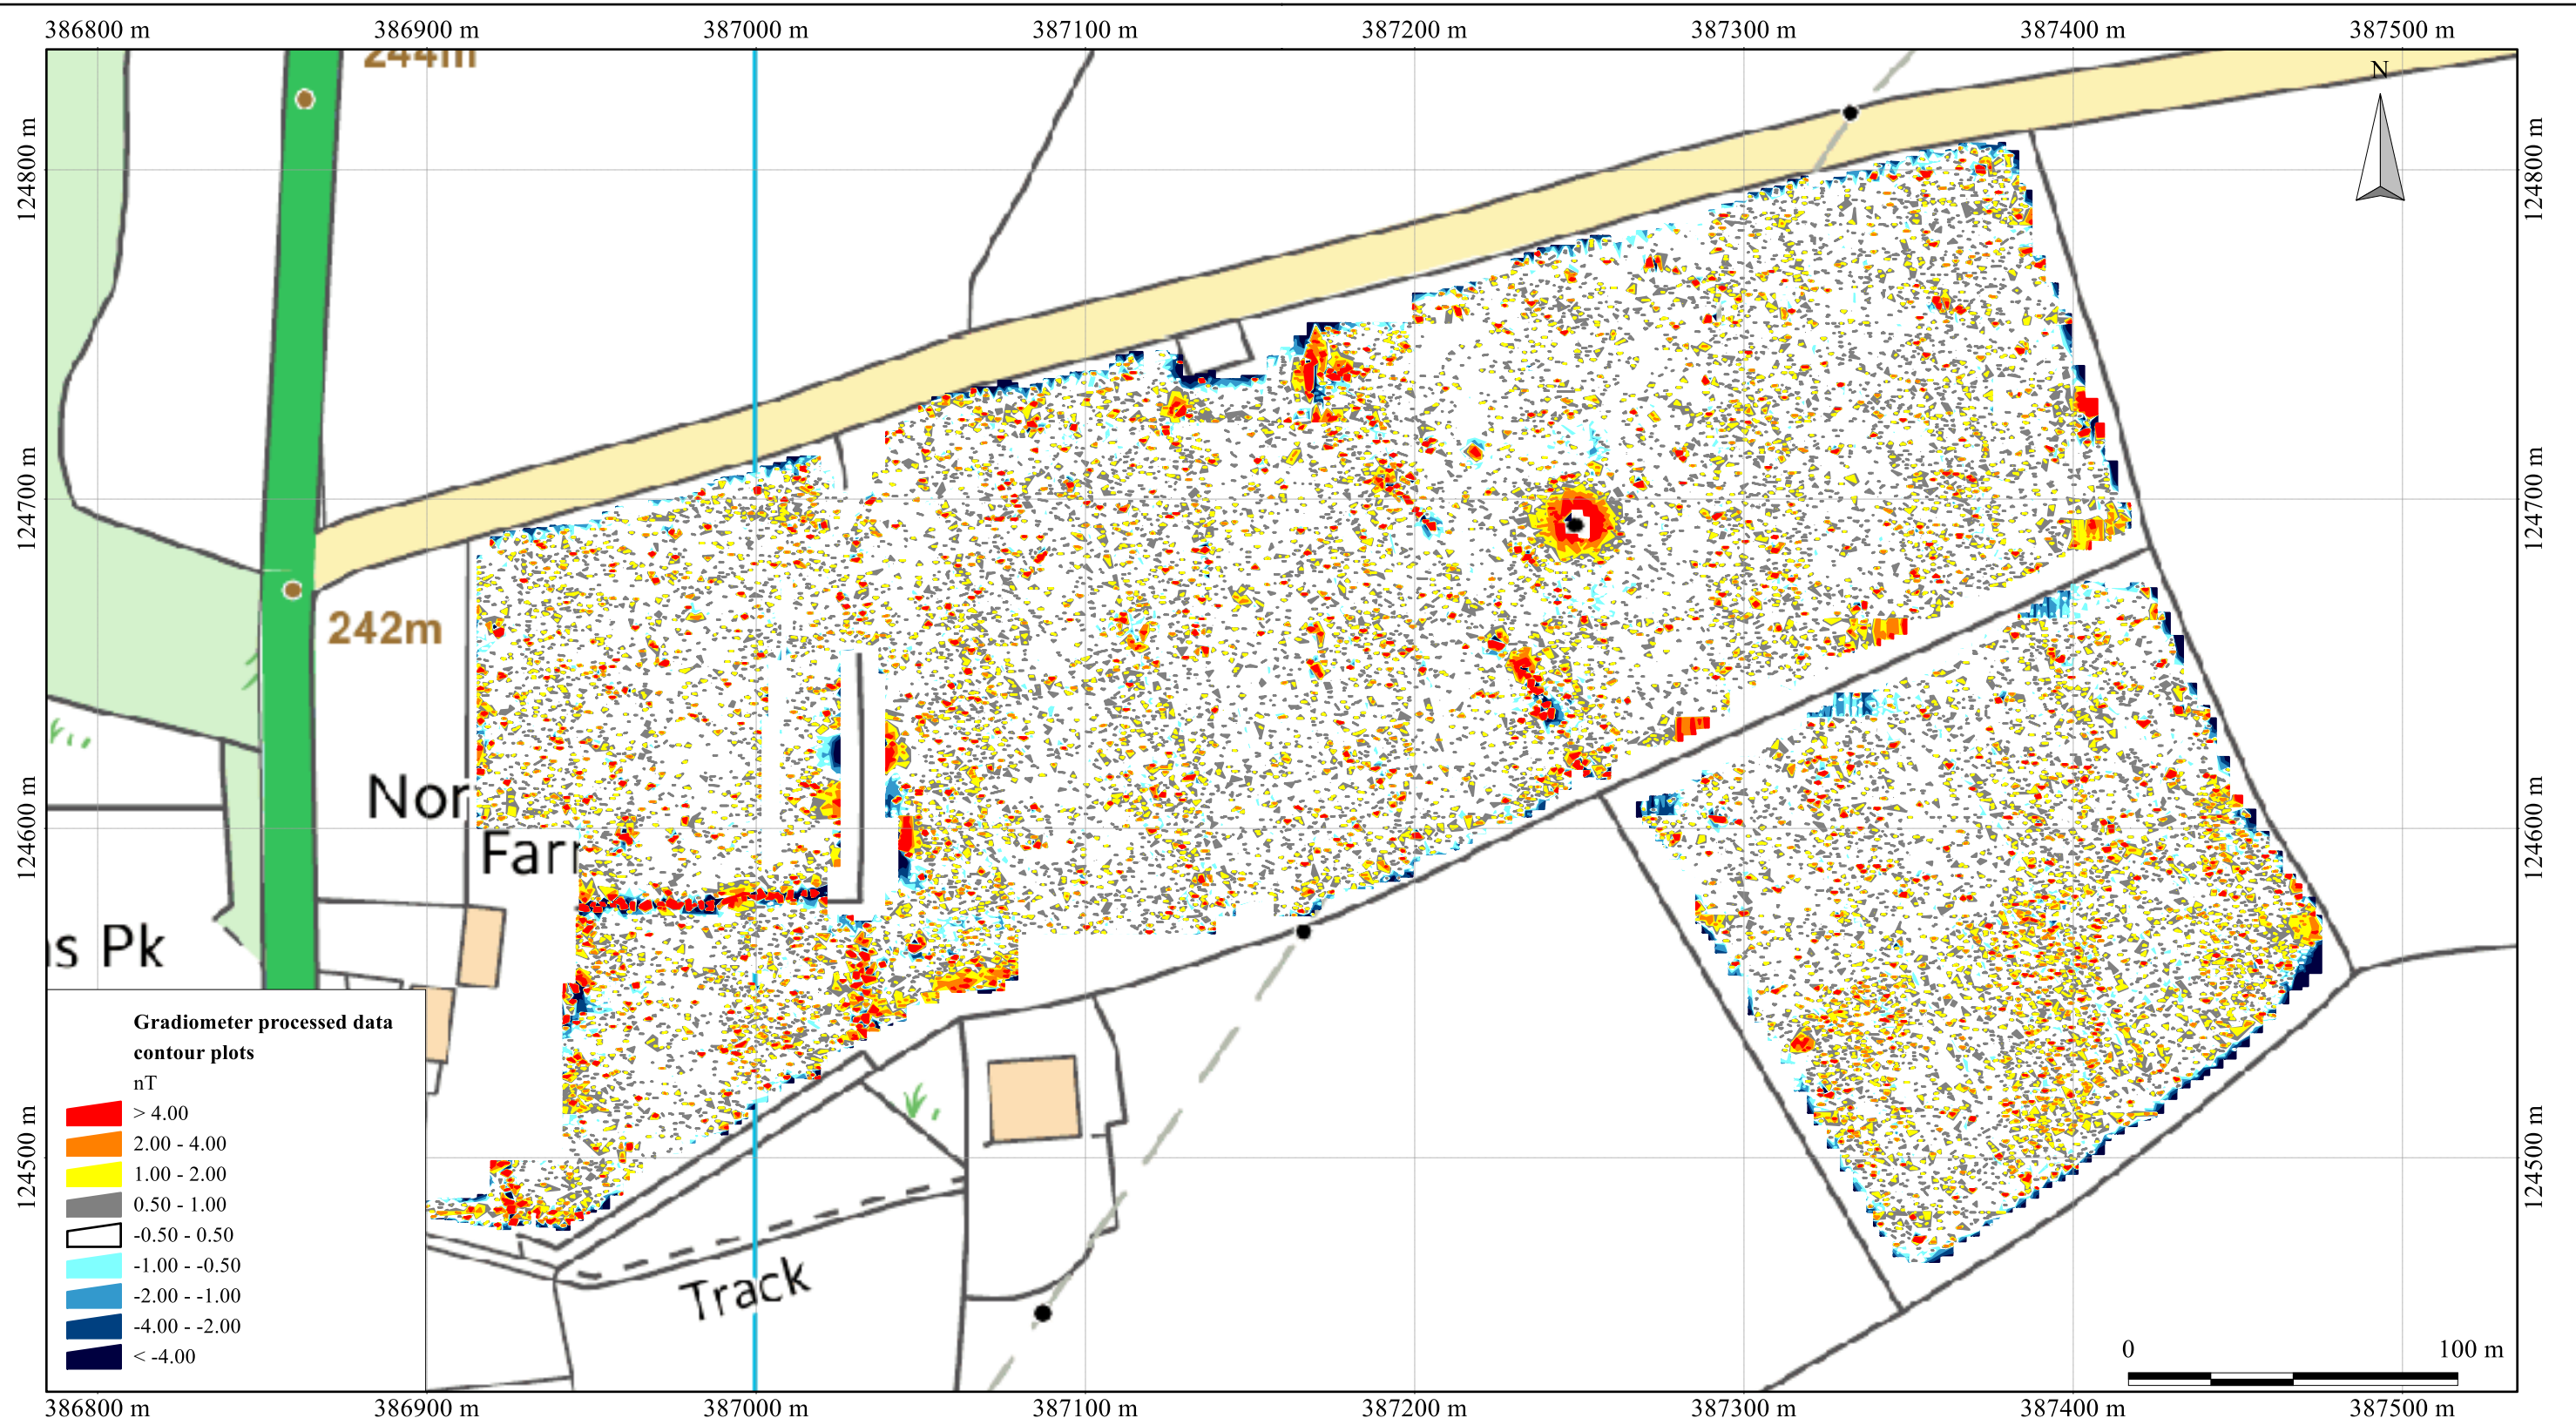 386800 m 386900 m 387000 m 387100 m 387200 m 387300 m 387400 m 387500 m
244m
N
124800 m 124800 m
124700 m 124700 m
242m
Nor
Farr
124600 m 124600 m
s Pk
Gradiometer processed data
contour plots
nT
> 4.00
2.00 - 4.00
1.00 - 2.00
0.50 - 1.00
-0.50 - 0.50
-1.00 - -0.50
-2.00 - -1.00
-4.00 - -2.00
< -4.00
124500 m 124500 m
Track
0 100 m
386800 m 386900 m 387000 m 387100 m 387200 m 387300 m 387400 m 387500 m